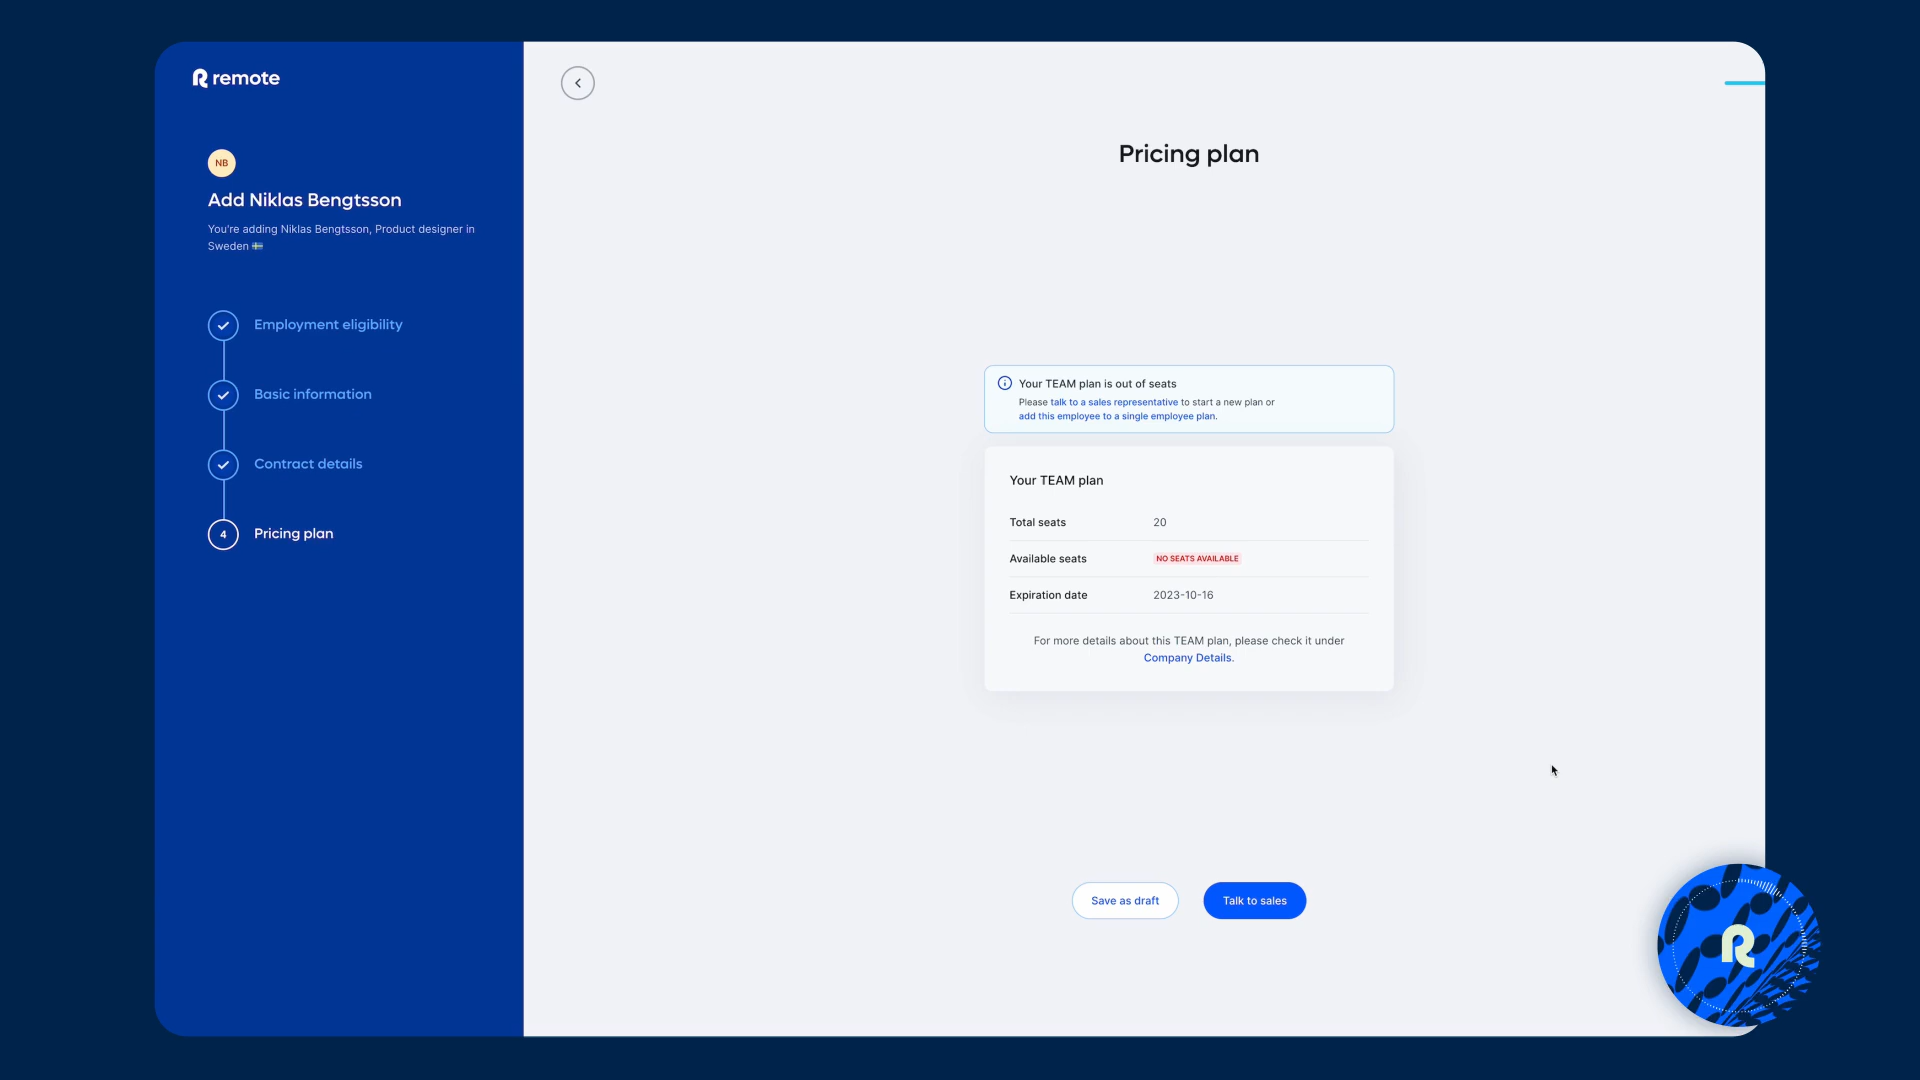 remote
NB
Add Niklas Bengtsson
You're adding Niklas Bengtsson, Product designer in
Sweden 🇸🇪
Employment eligibility
Basic information
Contract details
4
Pricing plan
Pricing plan
Your TEAM plan is out of seats
Please talk to a sales representative to start a new plan or
add this employee to a single employee plan.
Your TEAM plan
Total seats 20
Available seats NO SEATS AVAILABLE
Expiration date 2023-10-16
For more details about this TEAM plan, please check it under
Company Details.
Save as draft
Talk to sales
R